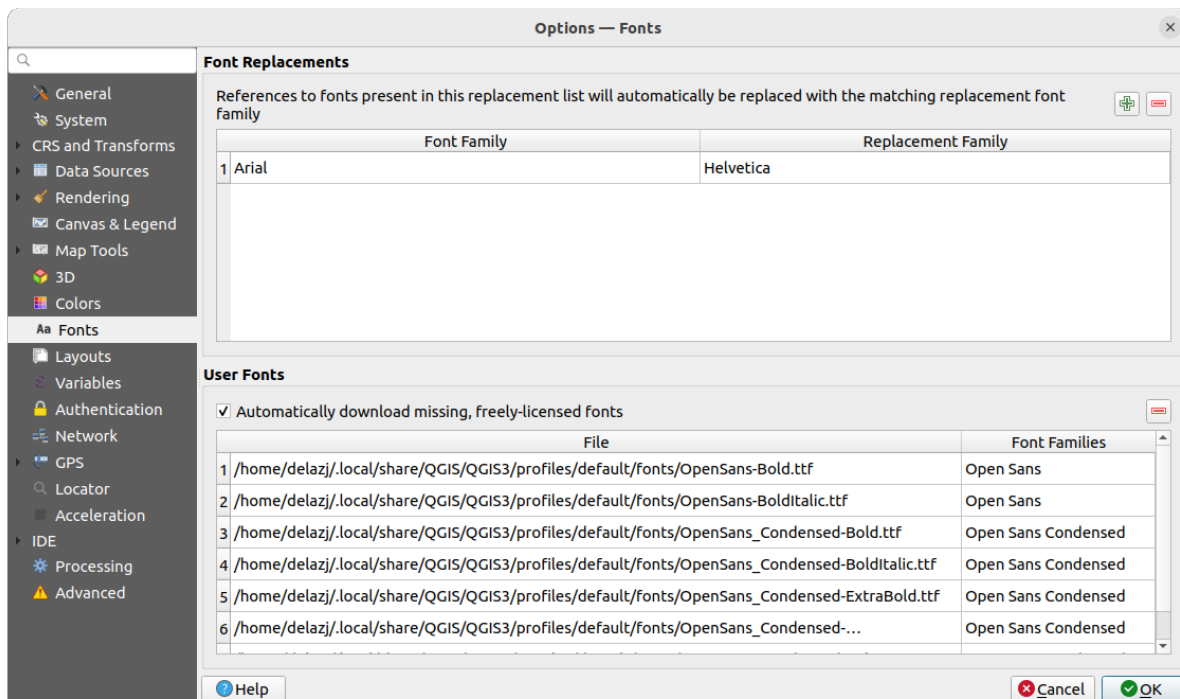 Options — Fonts
General
System
CRS and Transforms
Data Sources
Rendering
Canvas & Legend
Map Tools
3D
Colors
Aa Fonts
Layouts
Variables
Authentication
Network
GPS
Locator
Acceleration
IDE
Processing
Advanced
Font Replacements
References to fonts present in this replacement list will automatically be replaced with the matching replacement font
family
Font Family Replacement Family
1 Arial Helvetica
User Fonts
Automatically download missing, freely-licensed fonts
File Font Families
1 /home/delazj/.local/share/QGIS/QGIS3/profiles/default/fonts/OpenSans-Bold.ttf Open Sans
2 /home/delazj/.local/share/QGIS/QGIS3/profiles/default/fonts/OpenSans-BoldItalic.ttf Open Sans
3 /home/delazj/.local/share/QGIS/QGIS3/profiles/default/fonts/OpenSans_Condensed-Bold.ttf Open Sans Condensed
4 /home/delazj/.local/share/QGIS/QGIS3/profiles/default/fonts/OpenSans_Condensed-BoldItalic.ttf Open Sans Condensed
5 /home/delazj/.local/share/QGIS/QGIS3/profiles/default/fonts/OpenSans_Condensed-ExtraBold.ttf Open Sans Condensed
6 /home/delazj/.local/share/QGIS/QGIS3/profiles/default/fonts/OpenSans_Condensed-... Open Sans Condensed
Help
Cancel
OK